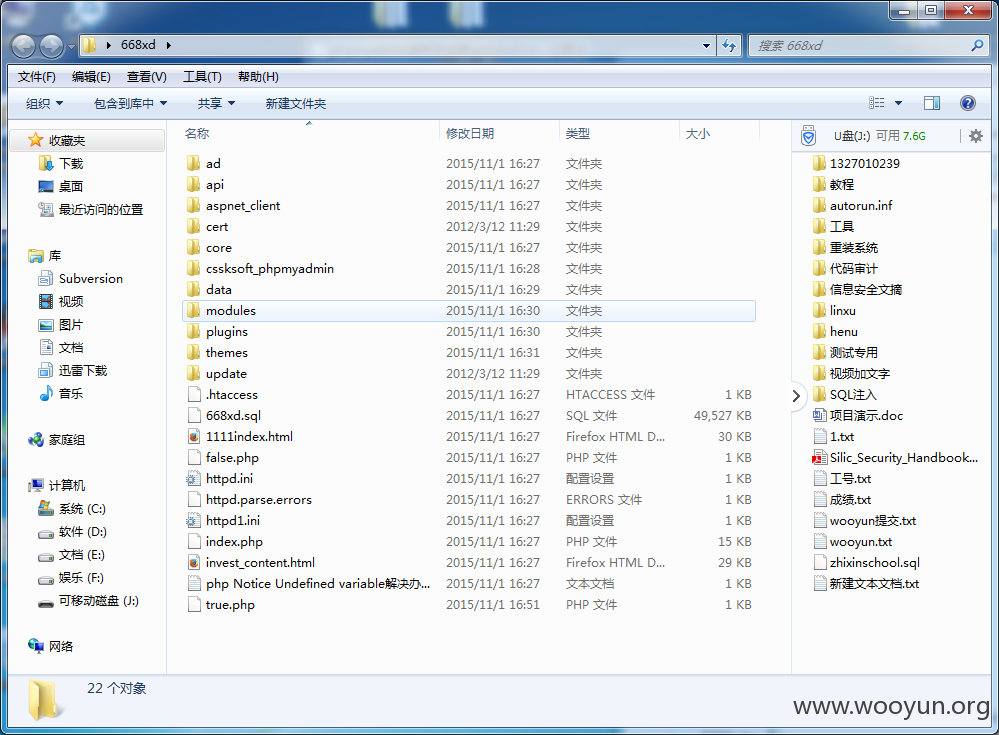 668xd
搜索 668xd
文件(F) 编辑(E) 查看(V) 工具(T) 帮助(H)
组织 包含到库中 共享 新建文件夹
收藏夹
下载
桌面
最近访问的位置
库
Subversion
视频
图片
文档
迅雷下载
音乐
家庭组
计算机
系统 (C:)
软件 (D:)
文档 (E:)
娱乐 (F:)
可移动磁盘 (J:)
网络
名称 修改日期 类型 大小
ad 2015/11/1 16:27 文件夹
api 2015/11/1 16:27 文件夹
aspnet_client 2015/11/1 16:27 文件夹
cert 2012/3/12 11:29 文件夹
core 2015/11/1 16:27 文件夹
cssksoft_phpmyadmin 2015/11/1 16:28 文件夹
data 2015/11/1 16:29 文件夹
modules 2015/11/1 16:30 文件夹
plugins 2015/11/1 16:30 文件夹
themes 2015/11/1 16:31 文件夹
update 2012/3/12 11:29 文件夹
.htaccess 2015/11/1 16:27 HTACCESS 文件 1 KB
668xd.sql 2015/11/1 16:27 SQL 文件 49,527 KB
1111index.html 2015/11/1 16:27 Firefox HTML D... 30 KB
false.php 2015/11/1 16:27 PHP 文件 1 KB
httpd.ini 2015/11/1 16:27 配置设置 1 KB
httpd.parse.errors 2015/11/1 16:27 ERRORS 文件 1 KB
httpd1.ini 2015/11/1 16:27 配置设置 1 KB
index.php 2015/11/1 16:27 PHP 文件 15 KB
invest_content.html 2015/11/1 16:27 Firefox HTML D... 29 KB
php Notice Undefined variable解决办... 2015/11/1 16:27 文本文档 1 KB
true.php 2015/11/1 16:51 PHP 文件 1 KB
U盘(J:) 可用 7.6G
1327010239
教程
autorun.inf
工具
重装系统
代码审计
信息安全文摘
linxu
henu
测试专用
视频加文字
SQL注入
项目演示.doc
1.txt
Silic_Security_Handbook...
工号.txt
成绩.txt
wooyun提交.txt
wooyun.txt
zhixinschool.sql
新建文本文档.txt
22 个对象
www.wooyun.org